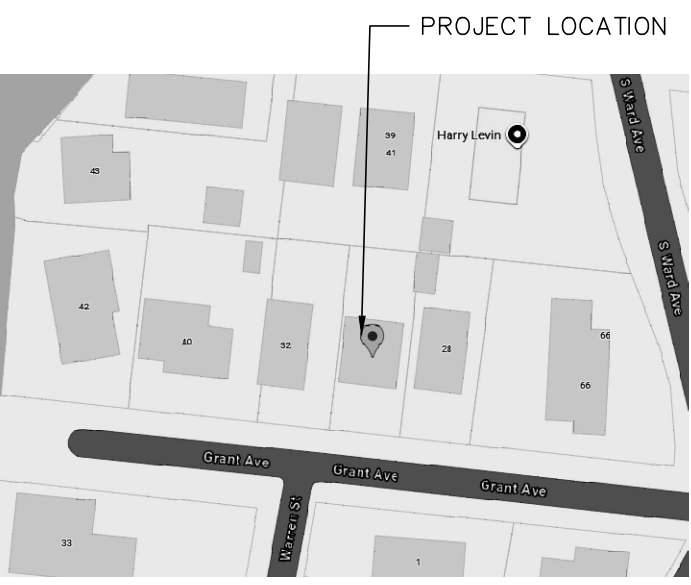 PROJECT LOCATION
S Ward Ave
39
Harry Levin
41
43
S Ward Ave
42
66
40
32
28
66
Grant Ave
Grant Ave
Grant Ave
Warren St
33
1